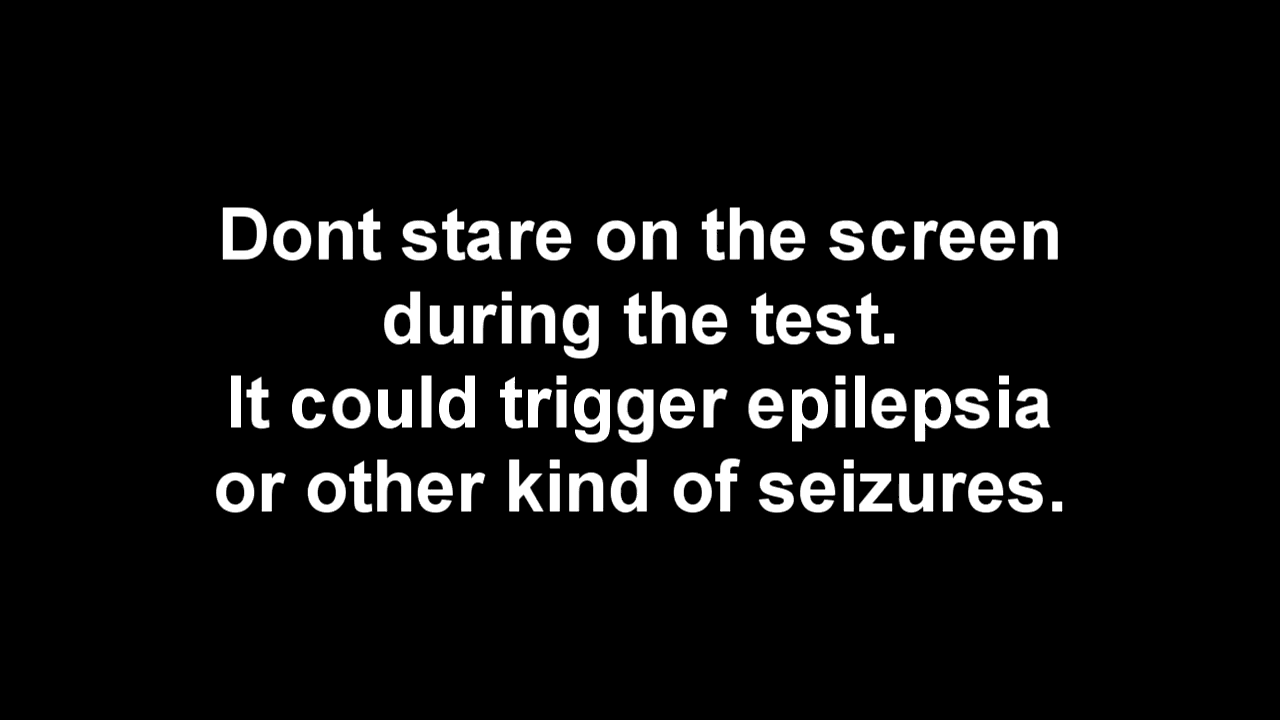 Dont stare on the screen
during the test.
It could trigger epilepsia
or other kind of seizures.